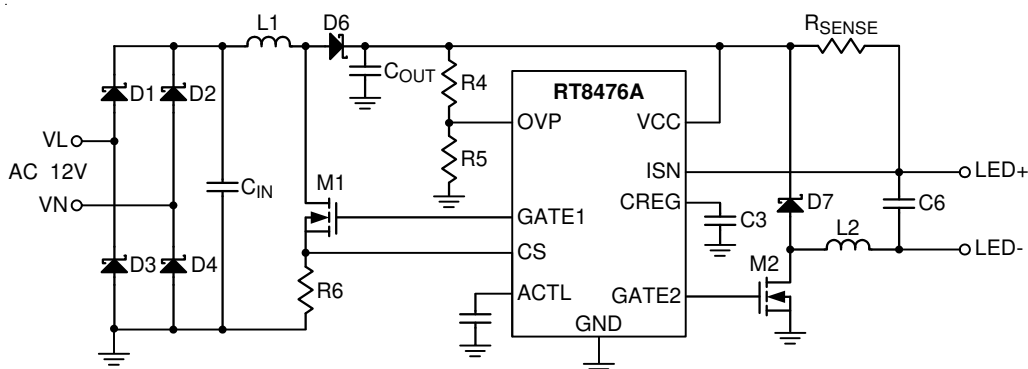 L1
D6
RSENSE
COUT
R4
D1
D2
RT8476A
OVP
VCC
VL
R5
AC 12V
CIN
M1
ISN
LED+
VN
CREG
D7
C6
GATE1
C3
L2
CS
LED-
D3
D4
M2
R6
ACTL
GATE2
GND